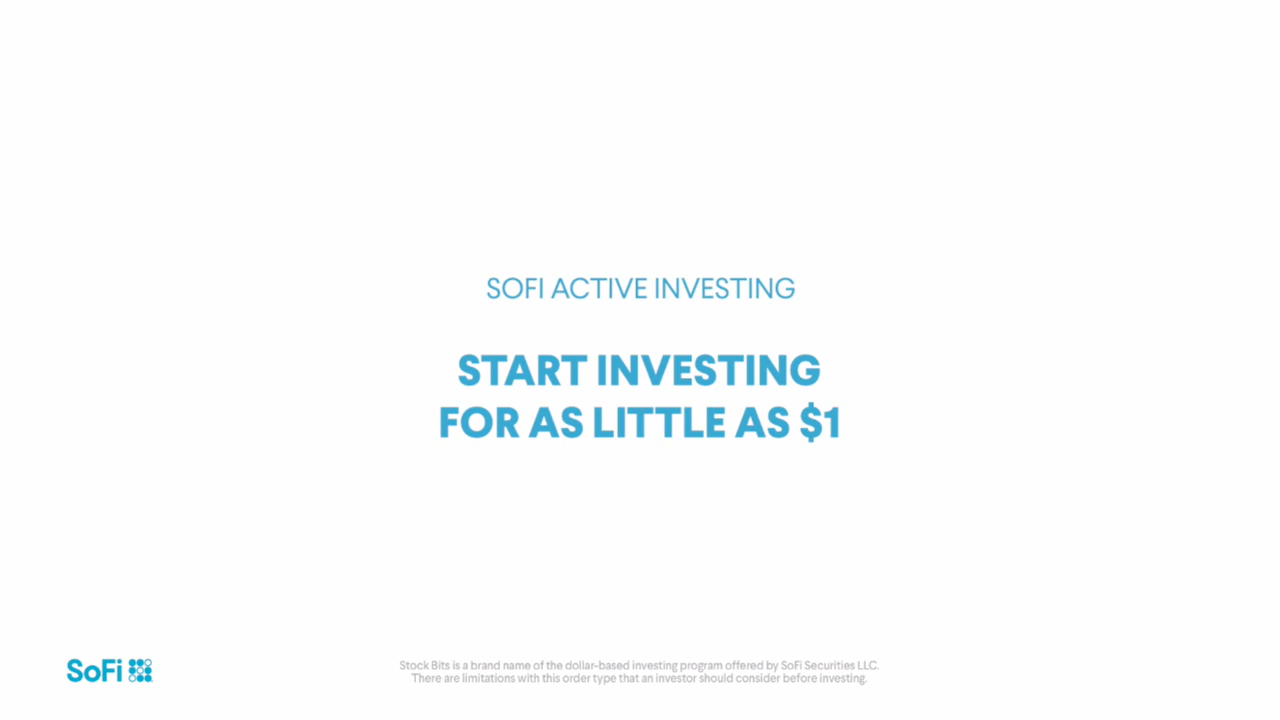 SOFI ACTIVE INVESTING
START INVESTING
FOR AS LITTLE AS $1
SoFi
Stock Bits is a brand name of the dollar-based investing program offered by SoFi Securities LLC.
There are limitations with this order type that an investor should consider before investing.